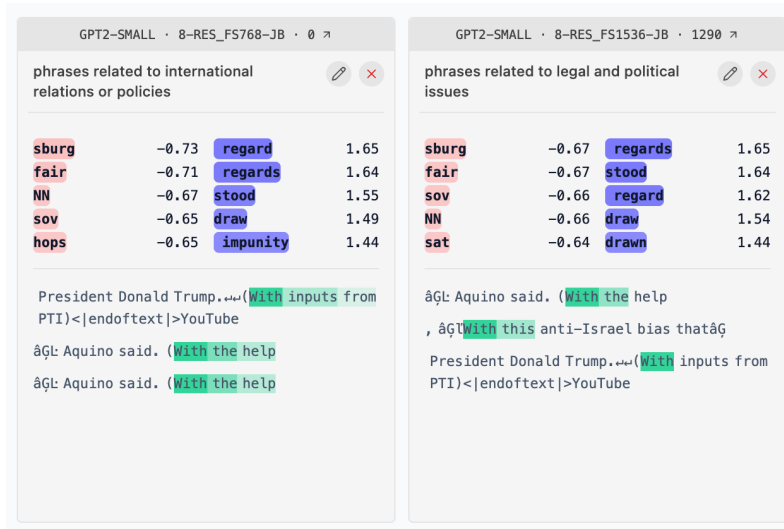 GPT2-SMALL · 8-RES_FS768-JB · 0 ↗
phrases related to international
relations or policies
sburg -0.73 regard 1.65
fair -0.71 regards 1.64
NN -0.67 stood 1.55
sov -0.65 draw 1.49
hops -0.65 impunity 1.44
President Donald Trump.↵↵(With inputs from
PTI)<|endoftext|>YouTube
âĢĿ Aquino said. (With the help
âĢĿ Aquino said. (With the help
GPT2-SMALL · 8-RES_FS1536-JB · 1290 ↗
phrases related to legal and political
issues
sburg -0.67 regards 1.65
fair -0.67 stood 1.64
sov -0.66 regard 1.62
NN -0.66 draw 1.54
sat -0.64 drawn 1.44
âĢĿ Aquino said. (With the help
, âĢľWith this anti-Israel bias thatâĢ
President Donald Trump.↵↵(With inputs from
PTI)<|endoftext|>YouTube